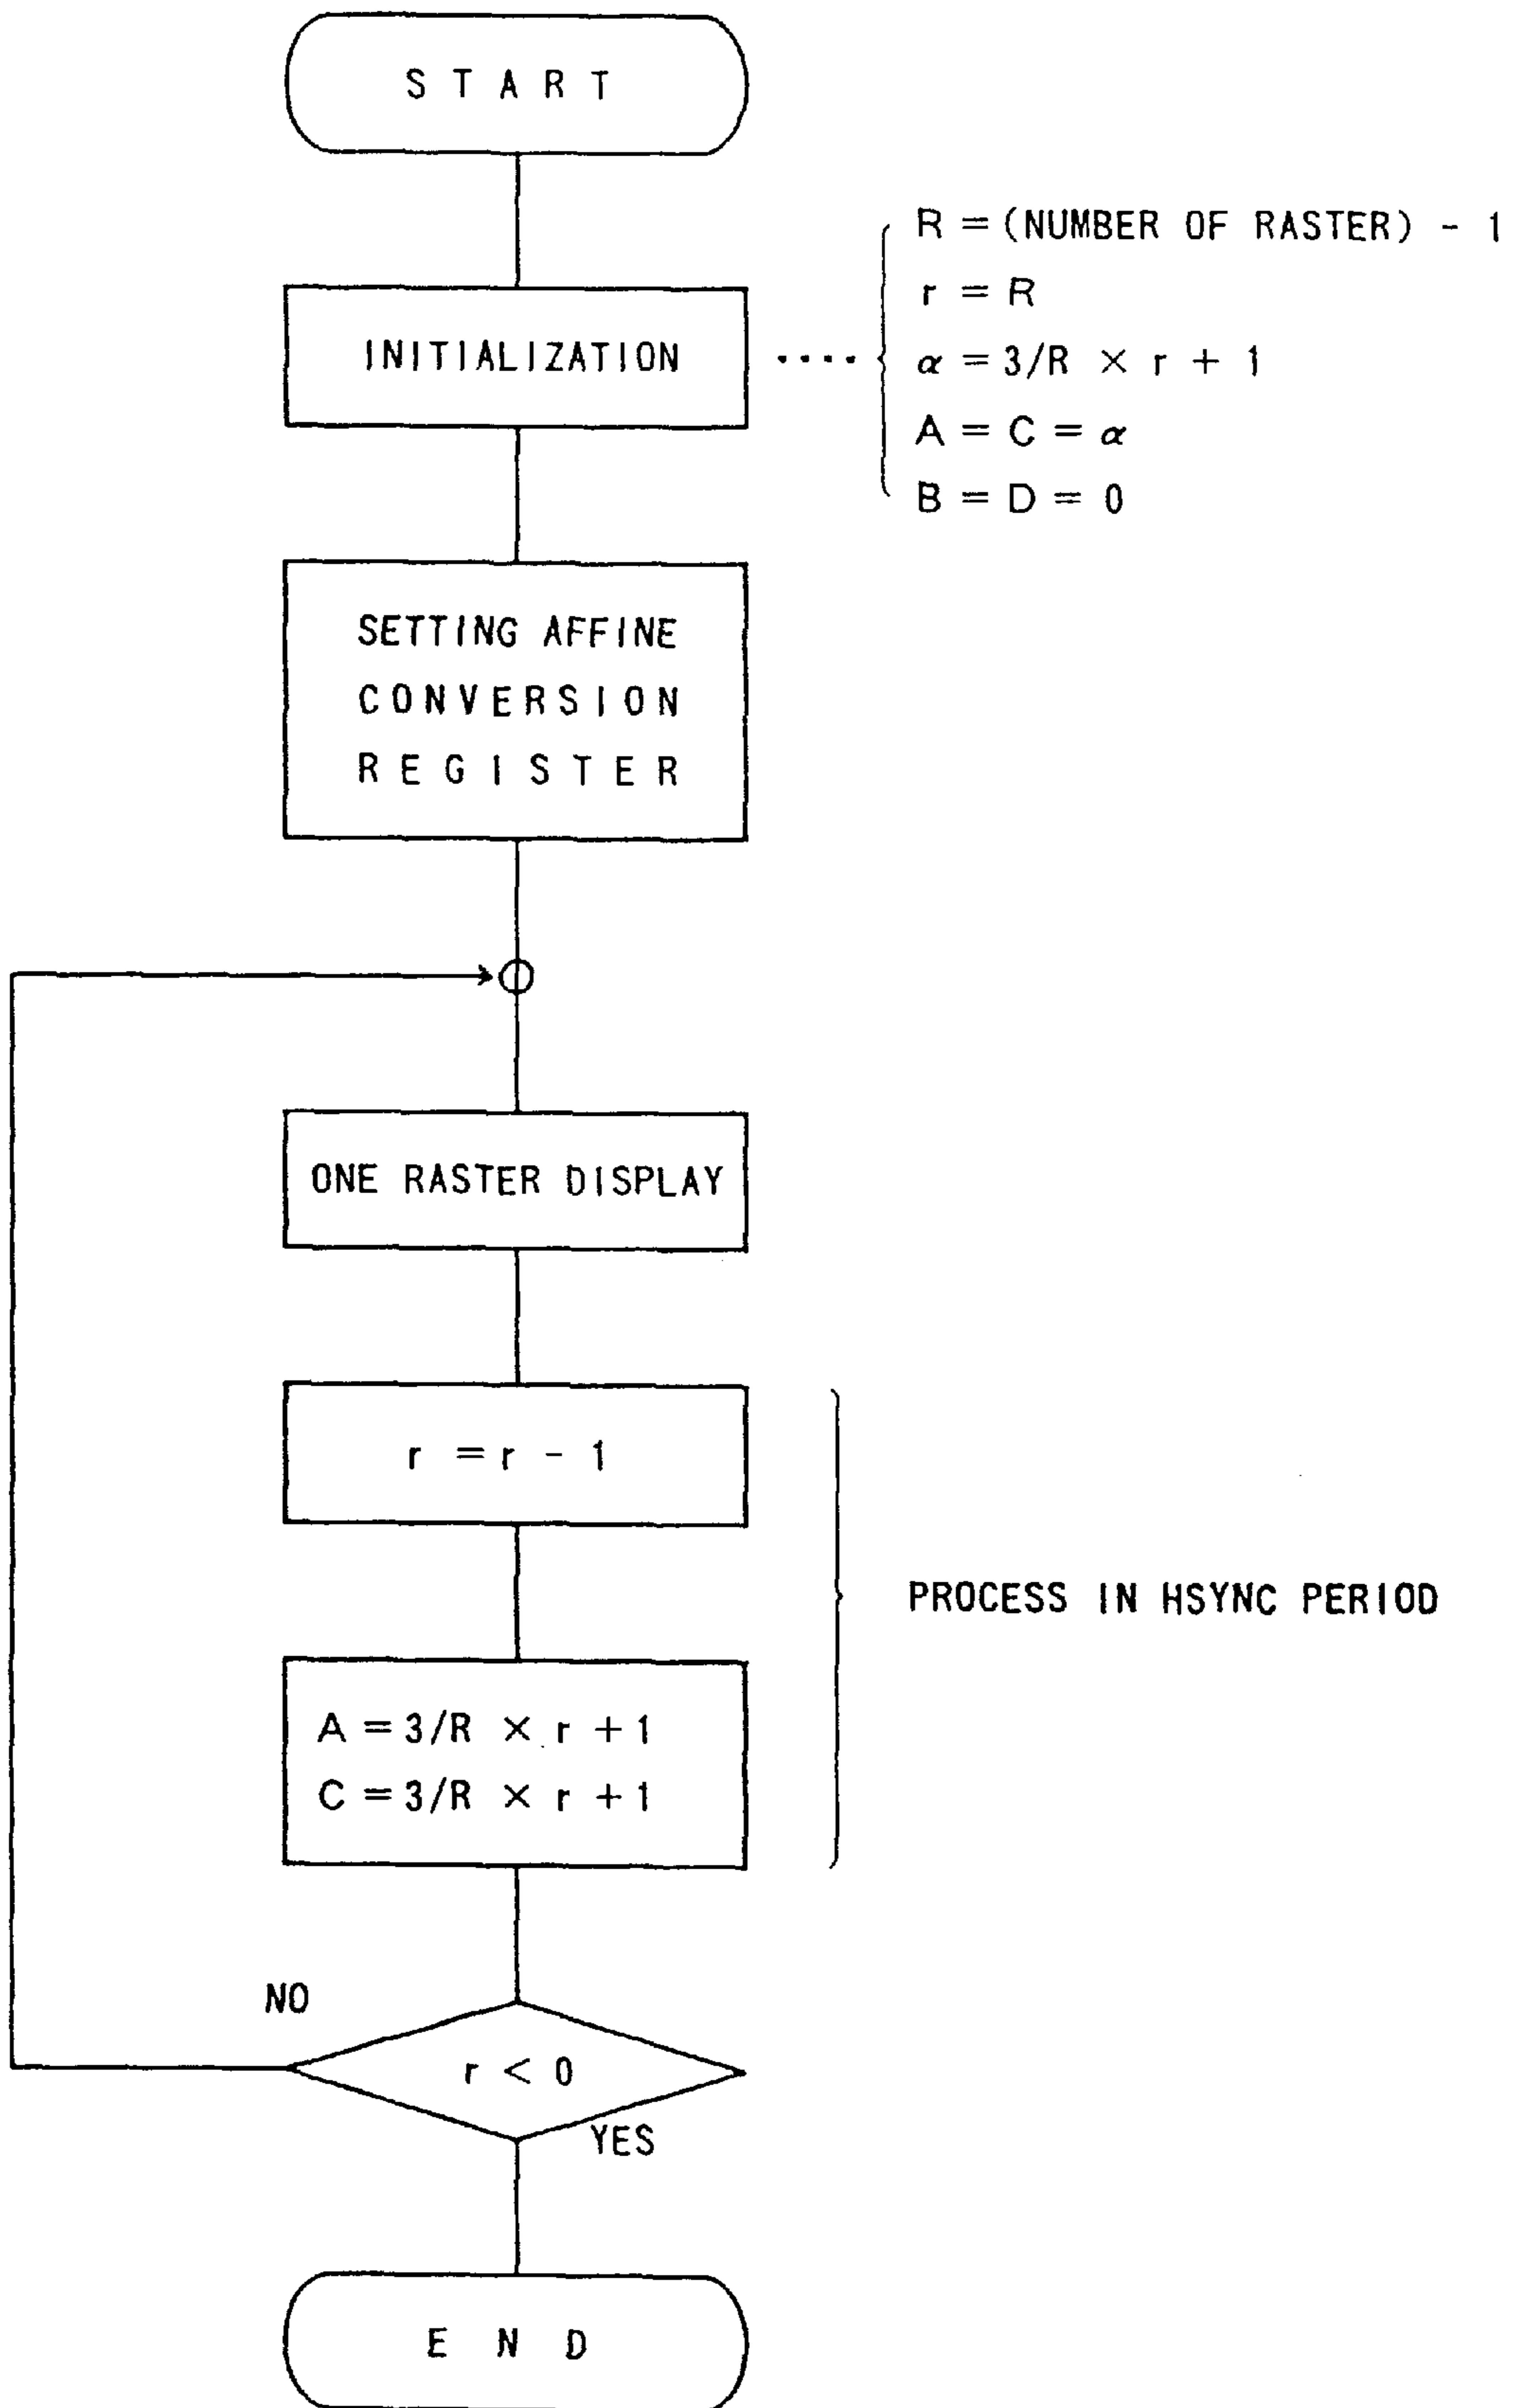 START
R = (NUMBER OF RASTER) - 1
r = R
INITIALIZATION
α = 3/R × r + 1
A = C = α
B = D = 0
SETTING AFFINE
CONVERSION
REGISTER
ONE RASTER DISPLAY
r = r - 1
PROCESS IN HSYNC PERIOD
A = 3/R × r + 1
C = 3/R × r + 1
NO
r < 0
YES
END